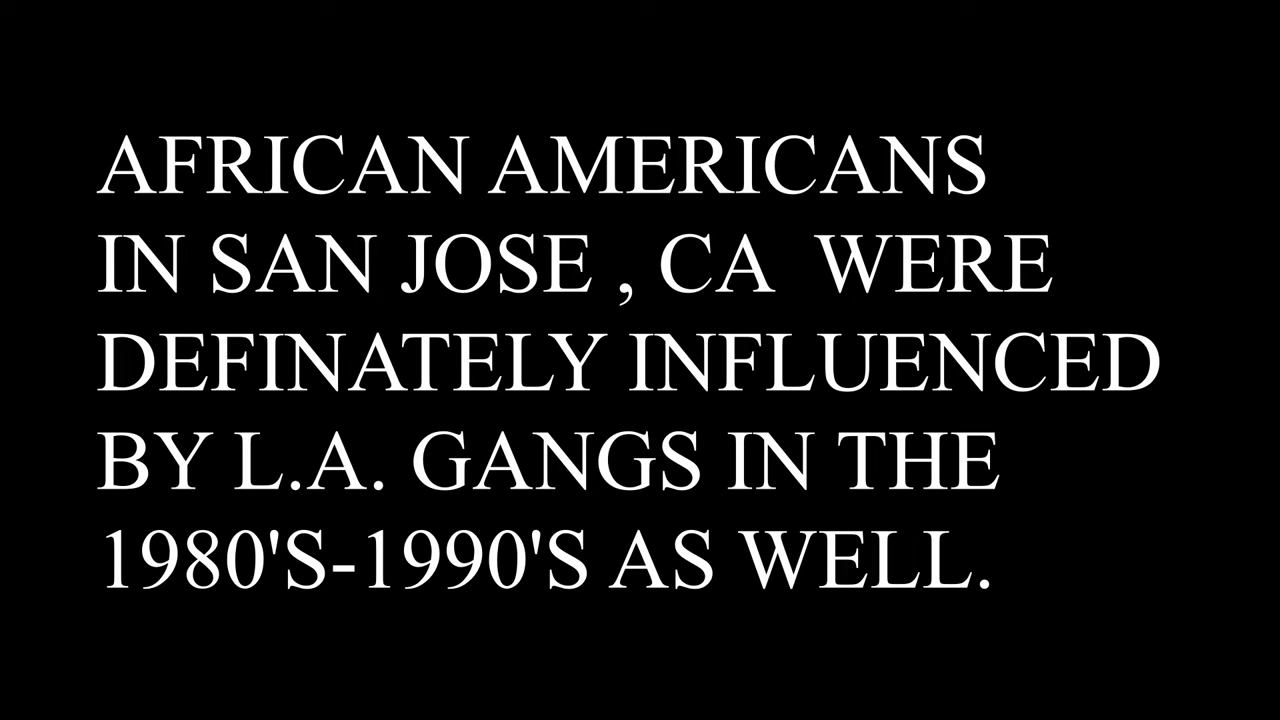 AFRICAN AMERICANS
IN SAN JOSE , CA  WERE
DEFINATELY INFLUENCED
BY L.A. GANGS IN THE
1980'S-1990'S AS WELL.